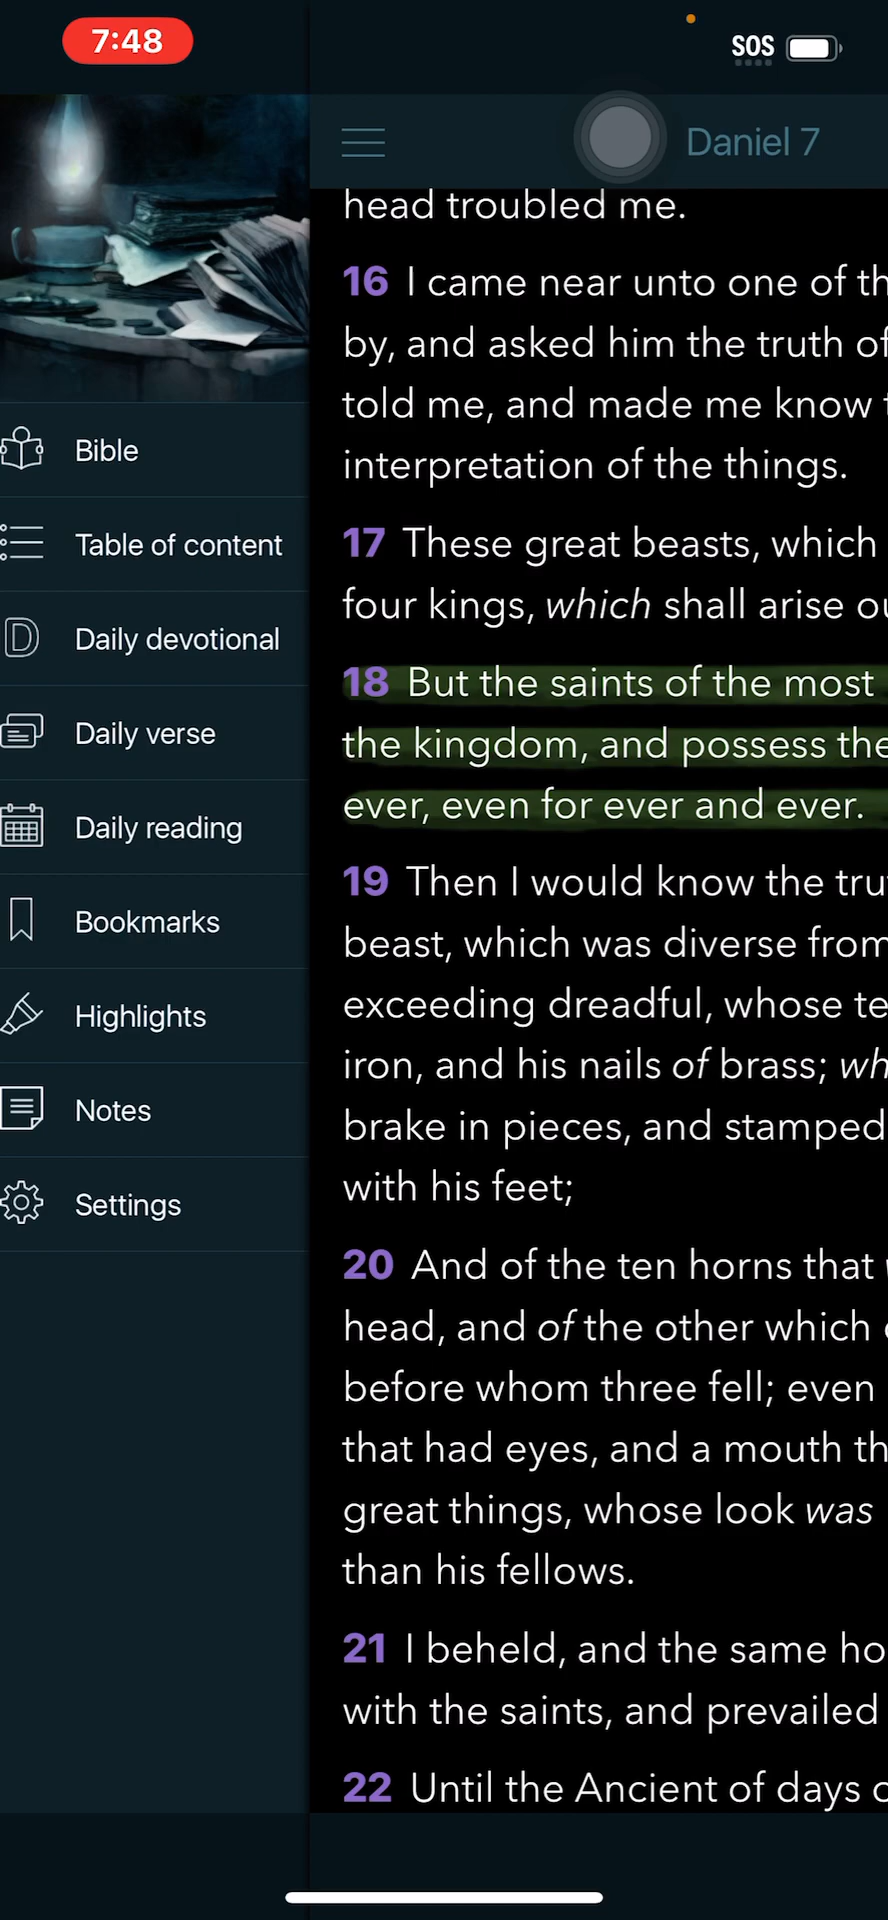 7:48
SOS
Daniel 7
Bible
Table of content
Daily devotional
Daily verse
Daily reading
Bookmarks
Highlights
Notes
Settings
head troubled me.
16 I came near unto one of th
by, and asked him the truth of
told me, and made me know
interpretation of the things.
17 These great beasts, which
four kings, which shall arise ou
18 But the saints of the most
the kingdom, and possess the
ever, even for ever and ever.
19 Then I would know the tru
beast, which was diverse from
exceeding dreadful, whose te
iron, and his nails of brass; wh
brake in pieces, and stamped
with his feet;
20 And of the ten horns that
head, and of the other which
before whom three fell; even
that had eyes, and a mouth th
great things, whose look was
than his fellows.
21 I beheld, and the same ho
with the saints, and prevailed
22 Until the Ancient of days